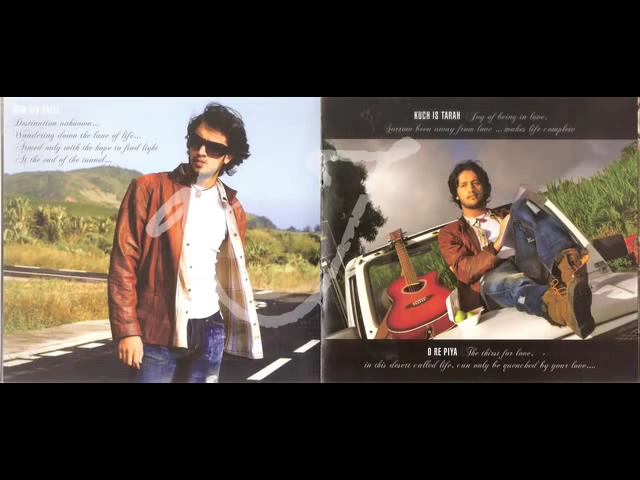 Destination unknown...
Wandering down the lane of life...
Armed only with the hope to find light
At the end of the tunnel...
KUCH IS TARAH Joy of being in love,
Sorrow been away from love ... makes life complete
O RE PIYA The thirst for love,
in this desert called life, can only be quenched by your love....